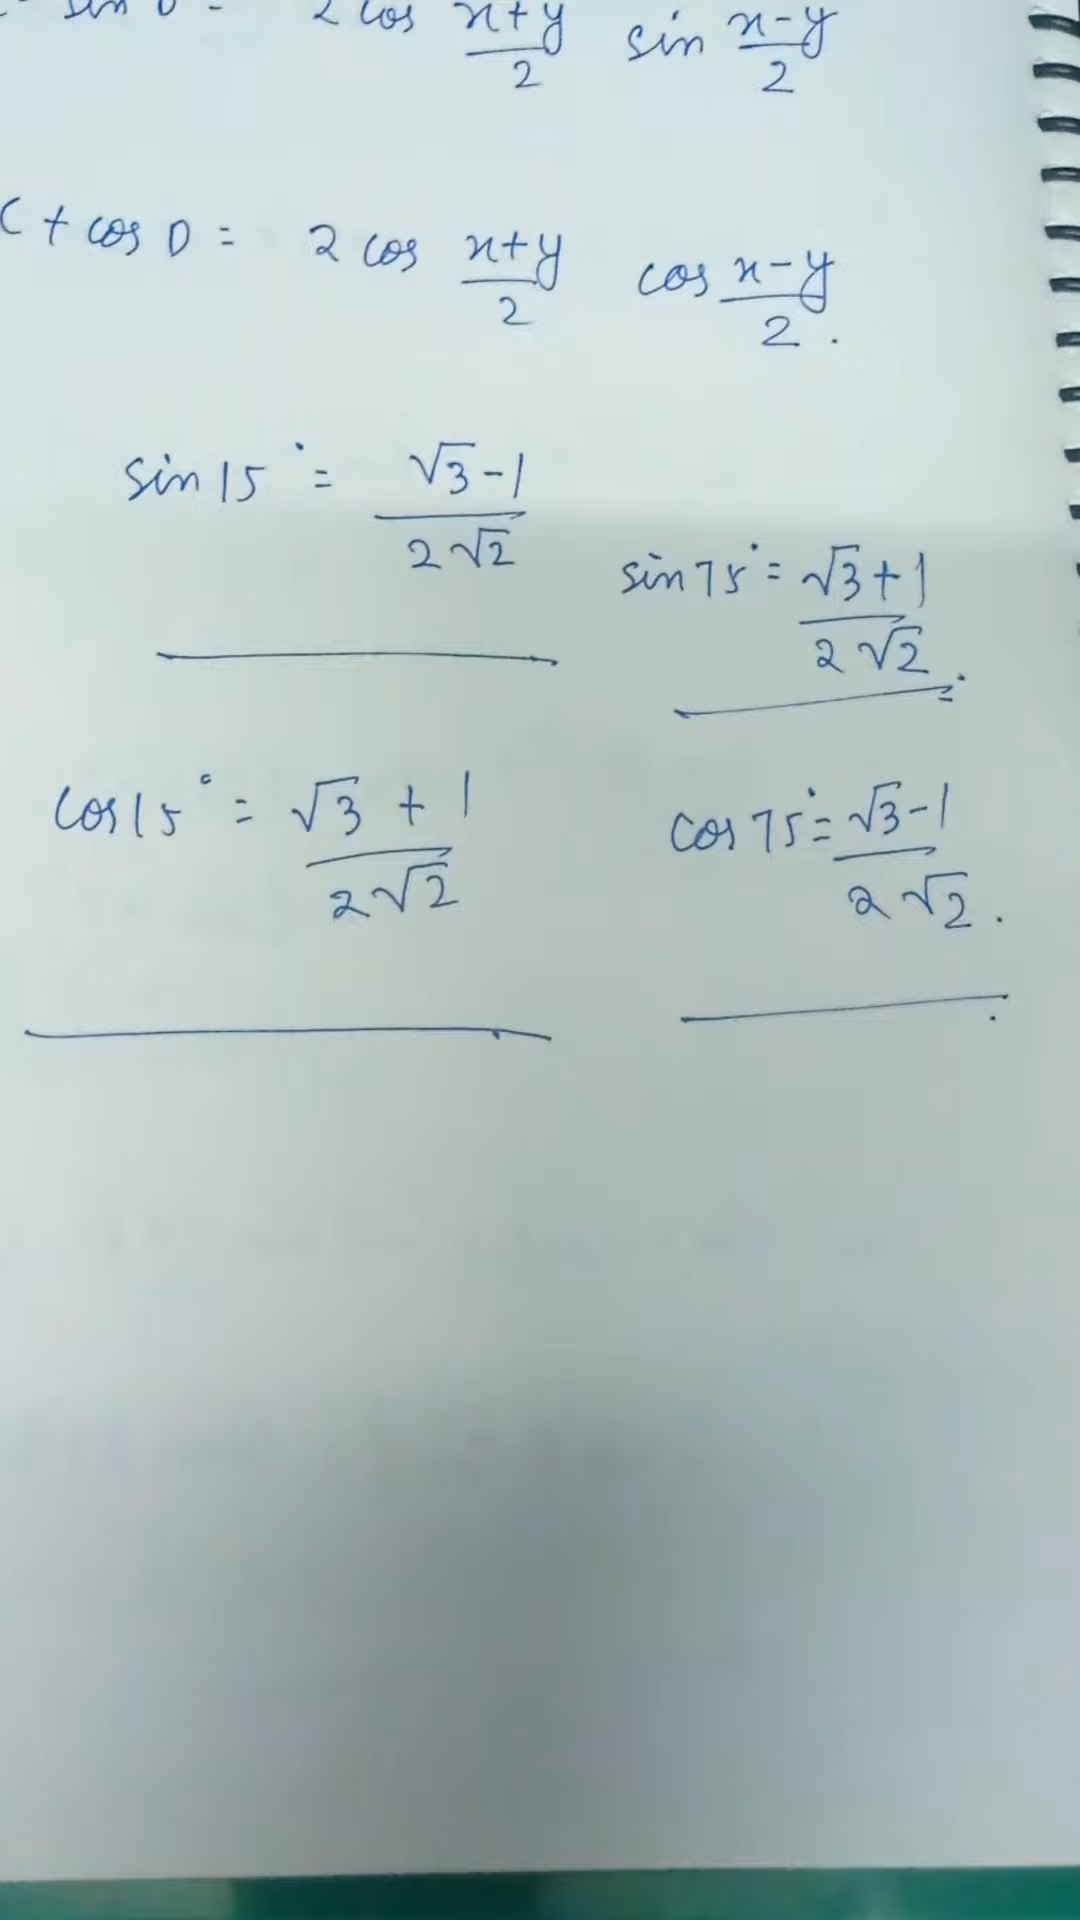 sin D = 2 cos x+y/2 sin x-y/2
C + cos D = 2 cos x+y/2 cos x-y/2.
sin 15° = √3-1/2√2
sin 75° = √3+1/2√2.
cos 15° = √3+1/2√2
cos 75° = √3-1/2√2.